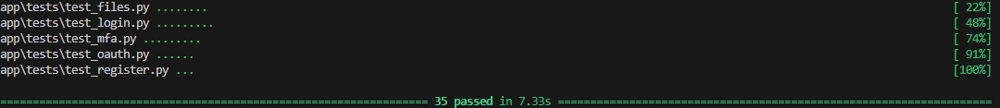 app\tests\test_files.py ........ [ 22%]
app\tests\test_login.py ......... [ 48%]
app\tests\test_mfa.py ......... [ 74%]
app\tests\test_oauth.py ...... [ 91%]
app\tests\test_register.py ... [100%]
================================================================== 35 passed in 7.33s ===================================================================